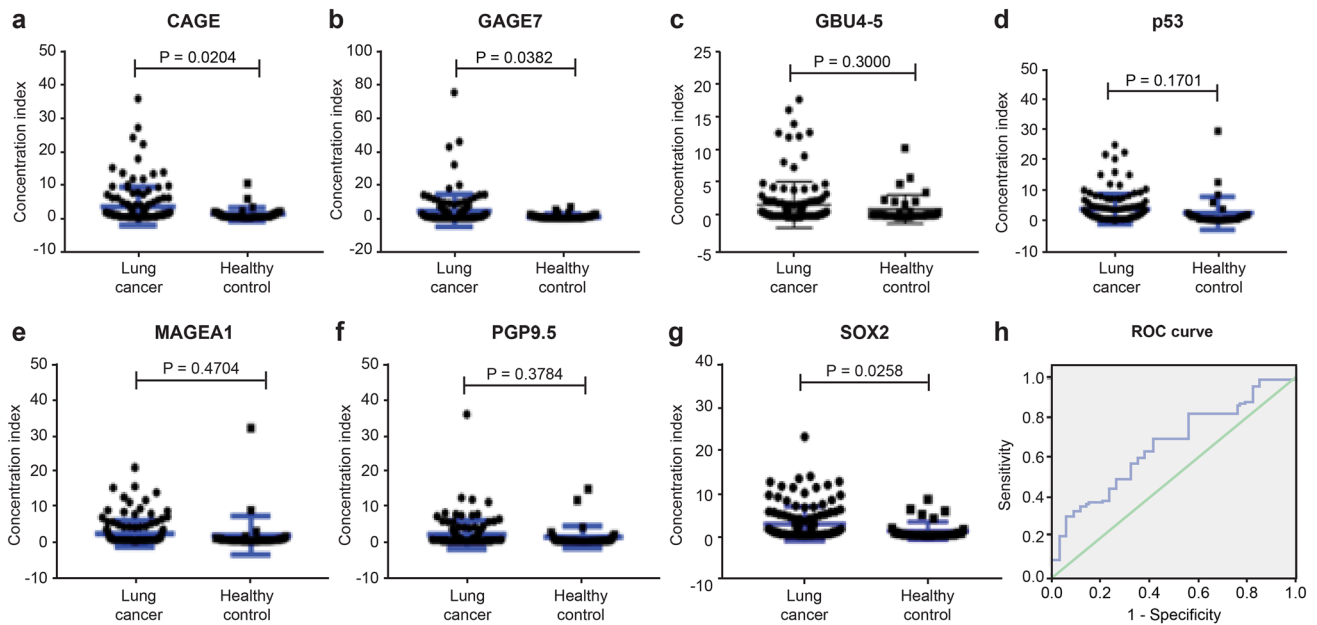 a
CAGE
Concentration index
50
40
30
20
10
0
-10
P = 0.0204
Lung
cancer
Healthy
control
b
GAGE7
Concentration index
100
80
60
40
20
0
-20
P = 0.0382
Lung
cancer
Healthy
control
c
GBU4-5
Concentration index
25
20
15
10
5
0
-5
P = 0.3000
Lung
cancer
Healthy
control
d
p53
Concentration index
50
40
30
20
10
0
-10
P = 0.1701
Lung
cancer
Healthy
control
e
MAGEA1
Concentration index
50
40
30
20
10
0
-10
P = 0.4704
Lung
cancer
Healthy
control
f
PGP9.5
Concentration index
50
40
30
20
10
0
-10
P = 0.3784
Lung
cancer
Healthy
control
g
SOX2
Concentration index
40
30
20
10
0
-10
P = 0.0258
Lung
cancer
Healthy
control
h
ROC curve
Sensitivity
1.0
0.8
0.6
0.4
0.2
0.0
0.0 0.2 0.4 0.6 0.8 1.0
1 - Specificity